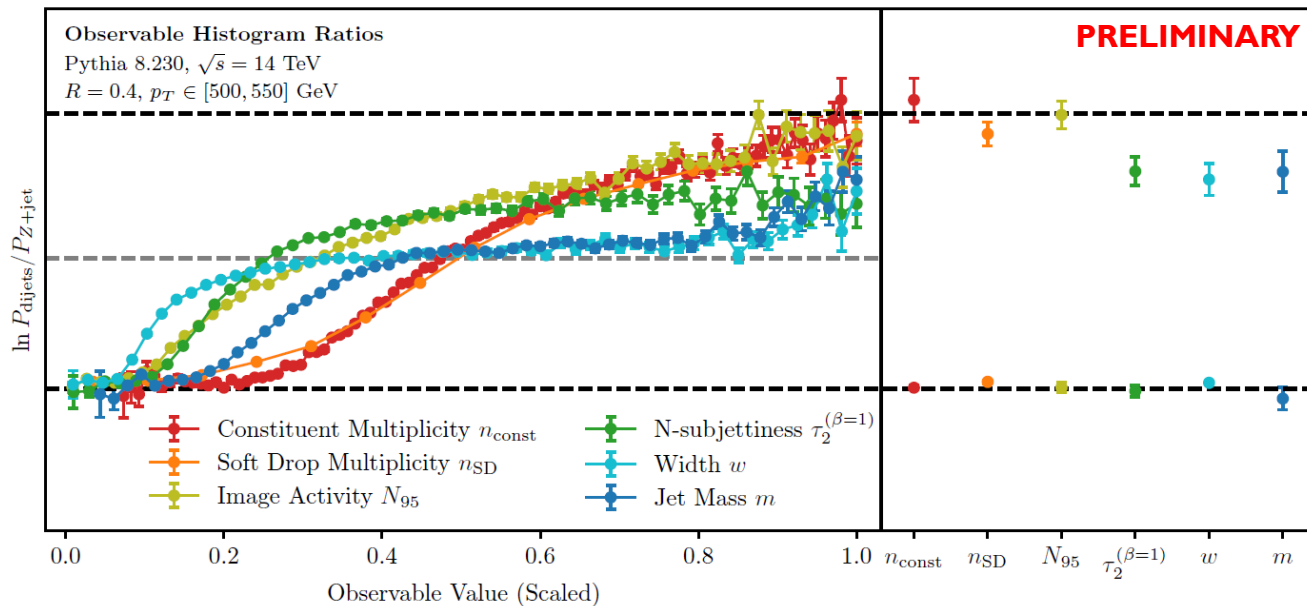 Observable Histogram Ratios
Pythia 8.230, √s = 14 TeV
R = 0.4, p_T ∈ [500, 550] GeV
PRELIMINARY
ln P_dijets/P_Z+jet
Constituent Multiplicity n_const
Soft Drop Multiplicity n_SD
Image Activity N_95
N-subjettiness τ_2^(β=1)
Width w
Jet Mass m
0.0 0.2 0.4 0.6 0.8 1.0
n_const n_SD N_95 τ_2^(β=1) w m
Observable Value (Scaled)